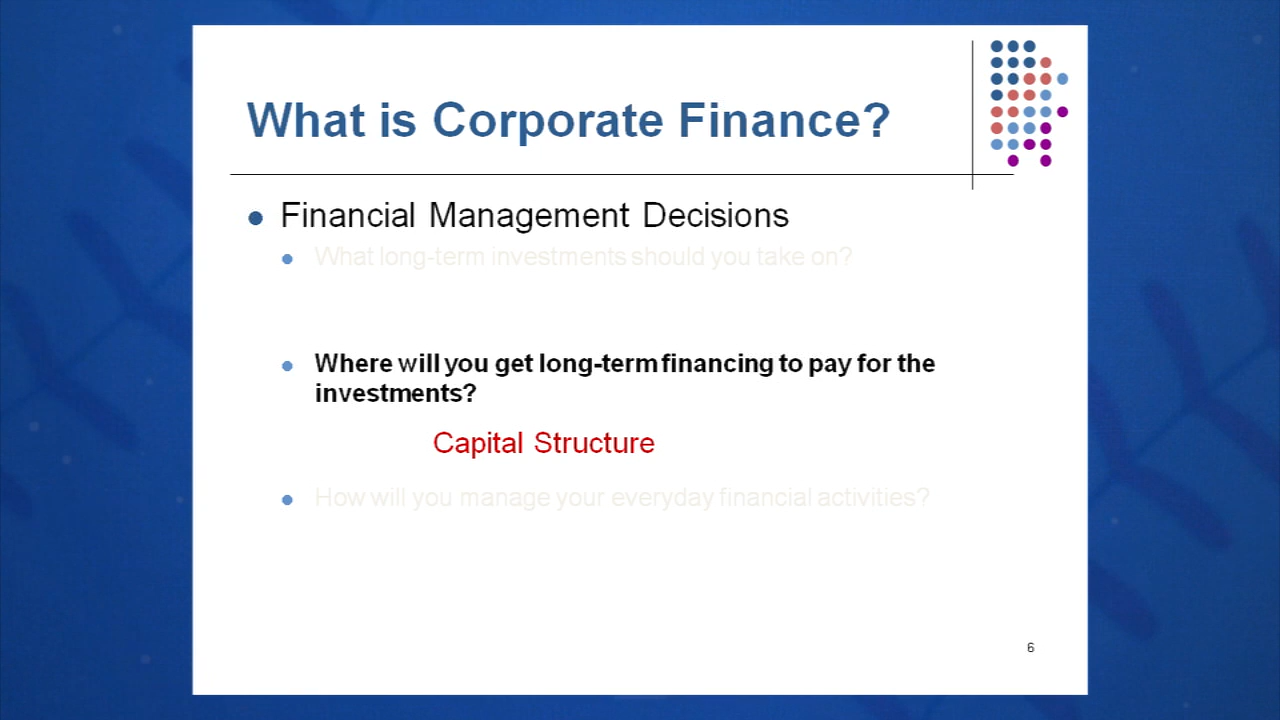 What is Corporate Finance?
Financial Management Decisions
What long-term investments should you take on?
Where will you get long-term financing to pay for the
investments?
Capital Structure
How will you manage your everyday financial activities?
6